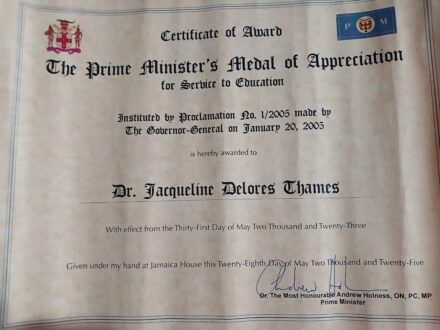 P M
Certificate of Award
The Prime Minister's Medal of Appreciation
for Service to Education
Instituted by Proclamation No. 1/2005 made by
The Governor-General on January 20, 2005
is hereby awarded to
Dr. Jacqueline Delores Thames
With effect from the Thirty-First Day of May Two Thousand and Twenty-Three
Given under my hand at Jamaica House this Twenty-Eighth Day of May Two Thousand and Twenty-Five
Dr. The Most Honourable Andrew Holness, ON, PC, MP
Prime Minister